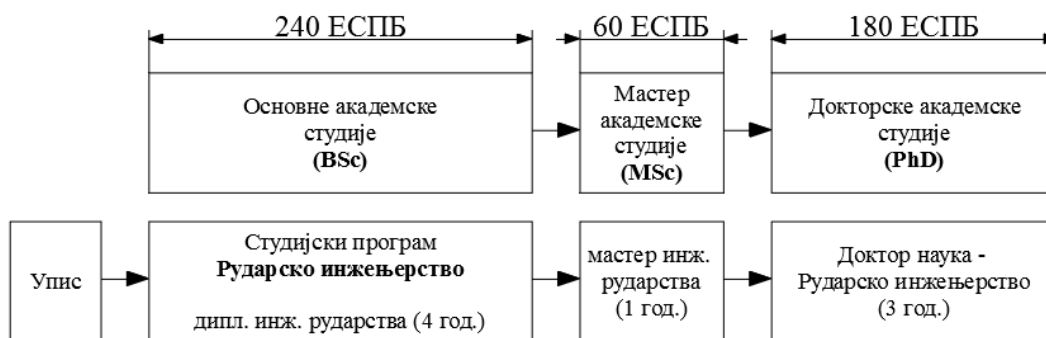 240 ЕСПБ
60 ЕСПБ
180 ЕСПБ
Основне академске
студије
(BSc)
Мастер
академске
студије
(MSc)
Докторске академске
студије
(PhD)
Упис
Студијски програм
Рударско инжењерство
дипл. инж. рударства (4 год.)
мастер инж.
рударства
(1 год.)
Доктор наука -
Рударско инжењерство
(3 год.)